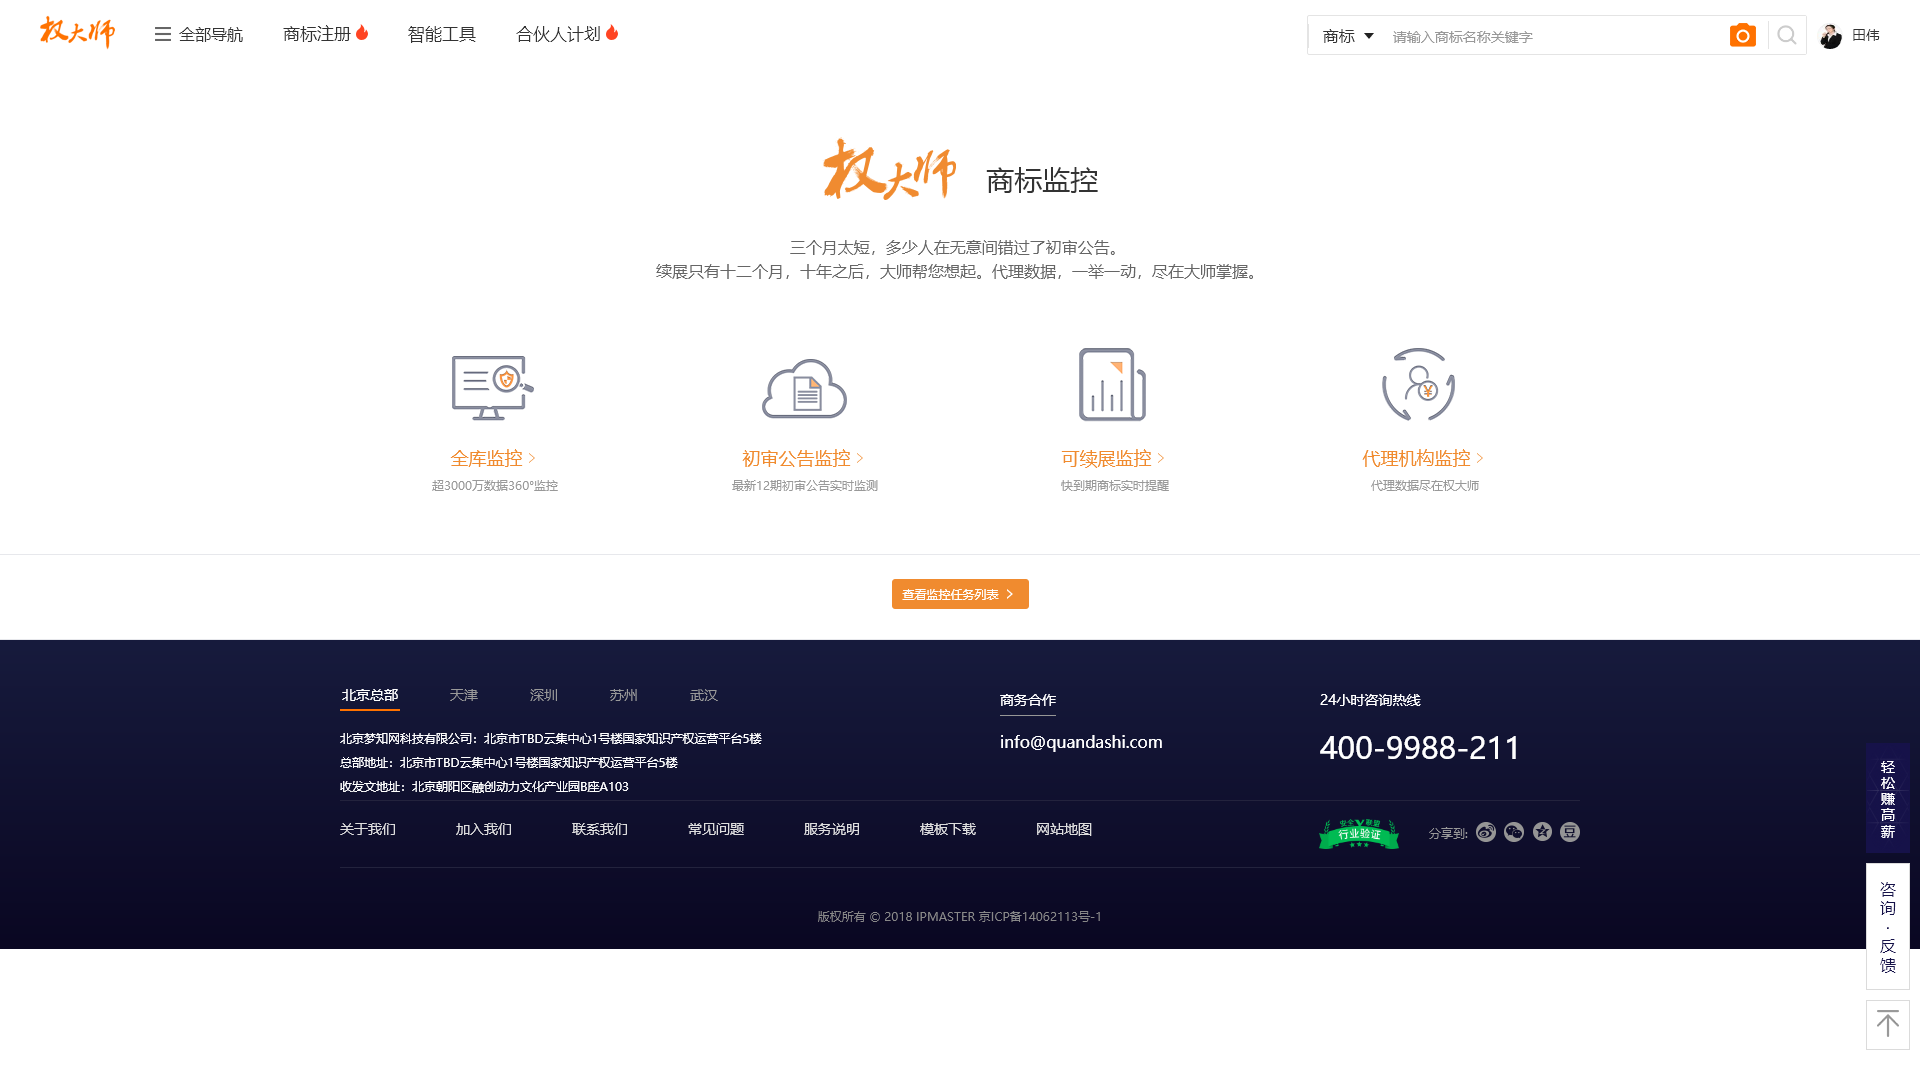 权大师
全部导航
商标注册
智能工具
合伙人计划
商标
请输入商标名称关键字
田伟
权大师 商标监控
三个月太短，多少人在无意间错过了初审公告。
续展只有十二个月，十年之后，大师帮您想起。代理数据，一举一动，尽在大师掌握。
全库监控
超3000万数据360°监控
初审公告监控
最新12期初审公告实时监测
可续展监控
快到期商标实时提醒
代理机构监控
代理数据尽在权大师
查看监控任务列表
北京总部 天津 深圳 苏州 武汉
北京梦知网科技有限公司：北京市TBD云集中心1号楼国家知识产权运营平台5楼
总部地址：北京市TBD云集中心1号楼国家知识产权运营平台5楼
收发文地址：北京朝阳区融创动力文化产业园B座A103
商务合作
info@quandashi.com
24小时咨询热线
400-9988-211
关于我们 加入我们 联系我们 常见问题 服务说明 模板下载 网站地图
安全V联盟
行业验证
分享到:
豆
版权所有 © 2018 IPMASTER 京ICP备14062113号-1
轻松赚高薪
咨询·反馈